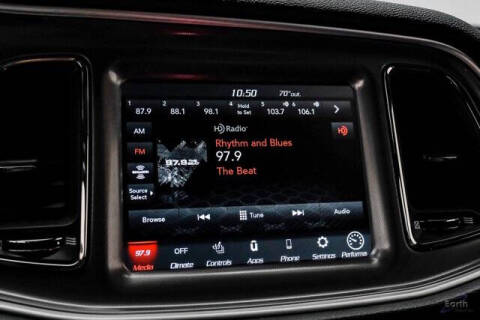 10:50 70°out.
1 2 3 4 5 6
87.9 88.1 98.1 Hold to Set 103.7 106.1
AM
HD Radio
FM
Rhythm and Blues
97.9
The Beat
Source
Select
Browse Tune Audio
97.9 OFF
Media Climate Controls Apps Phone Settings Performa
Earth